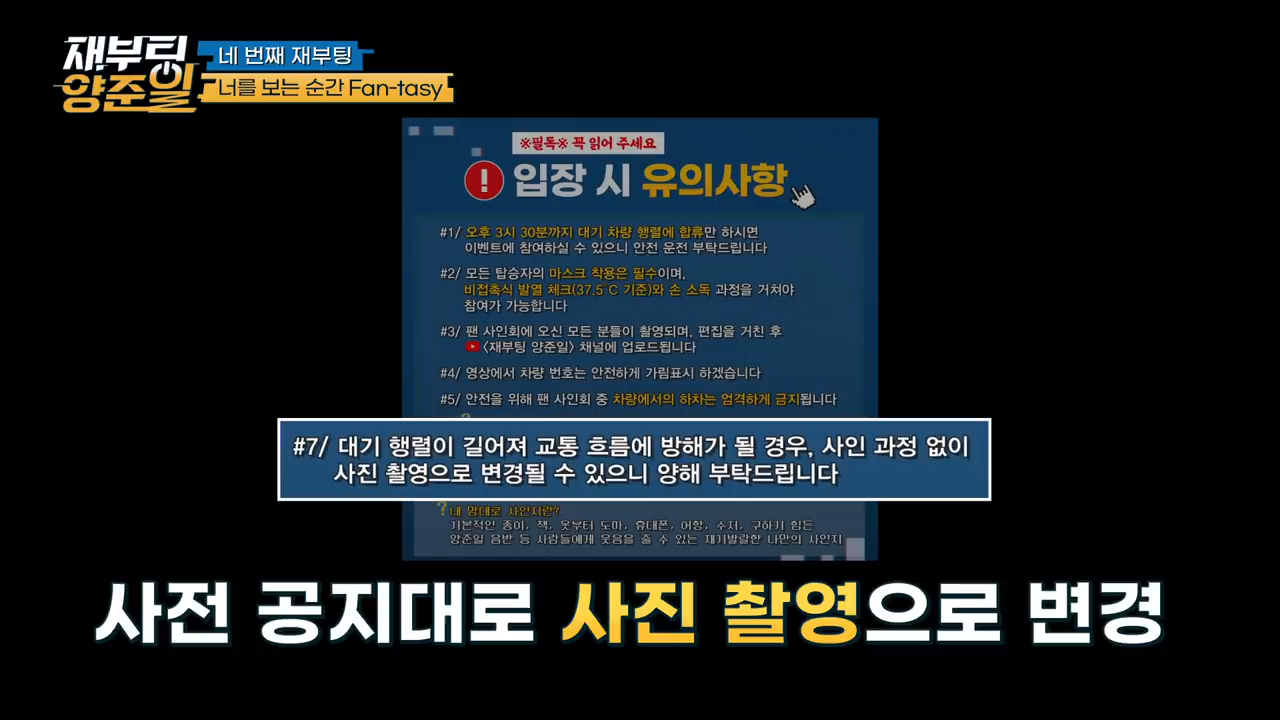 재부팅
양준일
네 번째 재부팅
너를 보는 순간 Fan-tasy
※필독※ 꼭 읽어 주세요
! 입장 시 유의사항
#1/ 오후 3시 30분까지 대기 차량 행렬에 합류만 하시면
이벤트에 참여하실 수 있으니 안전 운전 부탁드립니다
#2/ 모든 탑승자의 마스크 착용은 필수이며,
비접촉식 발열 체크(37.5°C 기준)와 손 소독 과정을 거쳐야
참여가 가능합니다
#3/ 팬 사인회에 오신 모든 분들이 촬영되며, 편집을 거친 후
<재부팅 양준일> 채널에 업로드됩니다
#4/ 영상에서 차량 번호는 안전하게 가림표시 하겠습니다
#5/ 안전을 위해 팬 사인회 중 차량에서의 하차는 엄격하게 금지됩니다
#7/ 대기 행렬이 길어져 교통 흐름에 방해가 될 경우, 사인 과정 없이
사진 촬영으로 변경될 수 있으니 양해 부탁드립니다
? 내 맘대로 사인지란?
기본적인 종이, 책, 옷부터 도마, 휴대폰, 어항, 수저, 구하기 힘든
양준일 음반 등 사람들에게 웃음을 줄 수 있는 재기발랄한 나만의 사인지
사전 공지대로 사진 촬영으로 변경